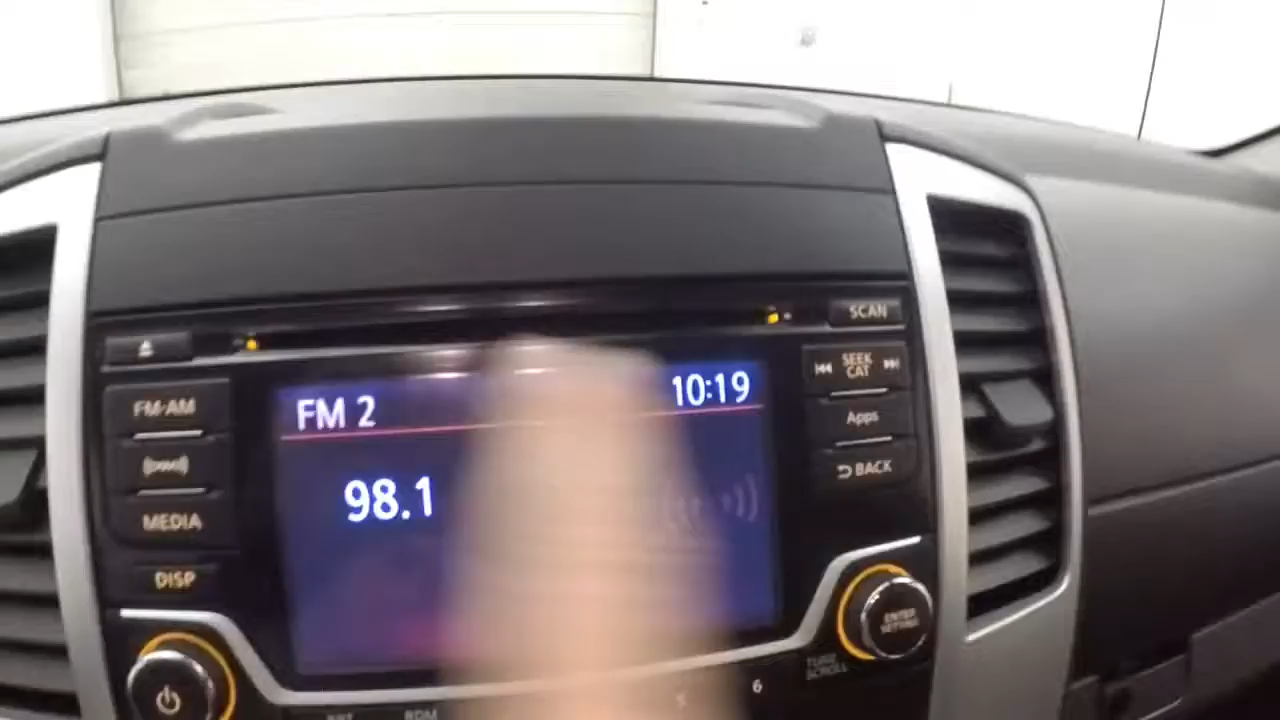 SCAN
SEEK
CAT
FM·AM
FM 2
10:19
Apps
BACK
98.1
MEDIA
DISP
ENTER
SETTING
TUNE
SCROLL
6
RDM